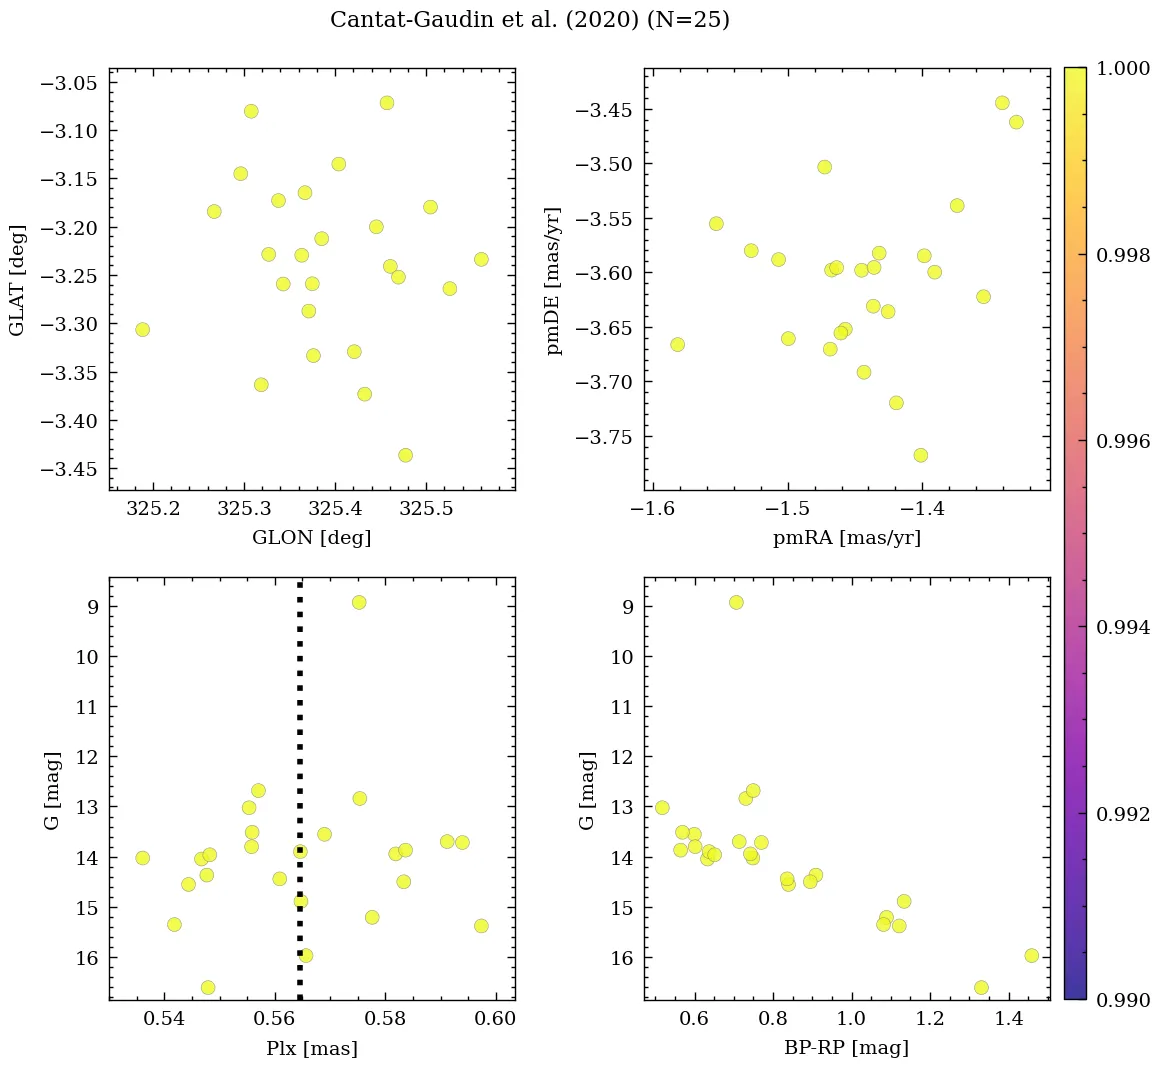 Cantat-Gaudin et al. (2020) (N=25)
−3.05
−3.10
−3.15
−3.20
−3.25
−3.30
−3.35
−3.40
−3.45
GLAT [deg]
325.2 325.3 325.4 325.5
GLON [deg]
−3.45
−3.50
−3.55
−3.60
−3.65
−3.70
−3.75
pmDE [mas/yr]
−1.6 −1.5 −1.4
pmRA [mas/yr]
1.000
0.998
0.996
0.994
0.992
0.990
9
10
11
12
13
14
15
16
G [mag]
0.54 0.56 0.58 0.60
Plx [mas]
9
10
11
12
13
14
15
16
G [mag]
0.6 0.8 1.0 1.2 1.4
BP-RP [mag]